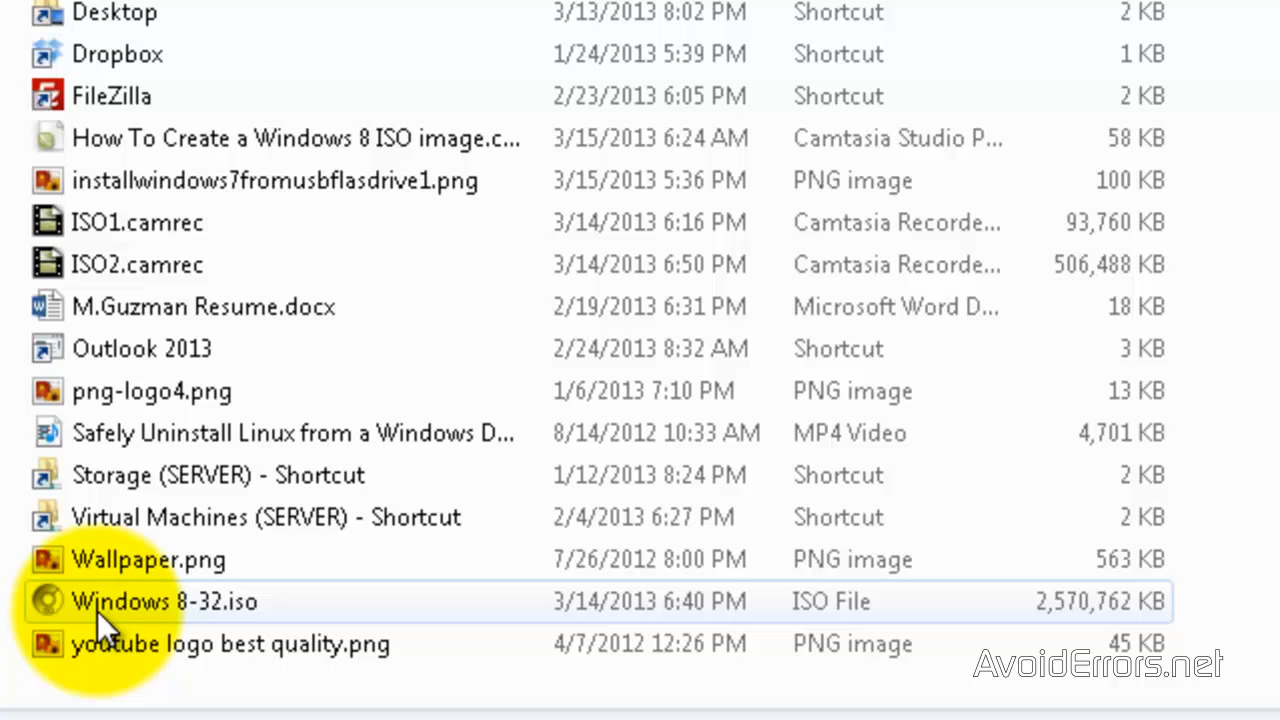 Desktop 3/13/2013 8:02 PM Shortcut 2 KB
Dropbox 1/24/2013 5:39 PM Shortcut 1 KB
FileZilla 2/23/2013 6:05 PM Shortcut 2 KB
How To Create a Windows 8 ISO image.c... 3/15/2013 6:24 AM Camtasia Studio P... 58 KB
installwindows7fromusbflasdrive1.png 3/15/2013 5:36 PM PNG image 100 KB
ISO1.camrec 3/14/2013 6:16 PM Camtasia Recorde... 93,760 KB
ISO2.camrec 3/14/2013 6:50 PM Camtasia Recorde... 506,488 KB
M.Guzman Resume.docx 2/19/2013 6:31 PM Microsoft Word D... 18 KB
Outlook 2013 2/24/2013 8:32 AM Shortcut 3 KB
png-logo4.png 1/6/2013 7:10 PM PNG image 13 KB
Safely Uninstall Linux from a Windows D... 8/14/2012 10:33 AM MP4 Video 4,701 KB
Storage (SERVER) - Shortcut 1/12/2013 8:24 PM Shortcut 2 KB
Virtual Machines (SERVER) - Shortcut 2/4/2013 6:27 PM Shortcut 2 KB
Wallpaper.png 7/26/2012 8:00 PM PNG image 563 KB
Windows 8-32.iso 3/14/2013 6:40 PM ISO File 2,570,762 KB
youtube logo best quality.png 4/7/2012 12:26 PM PNG image 45 KB
AvoidErrors.net